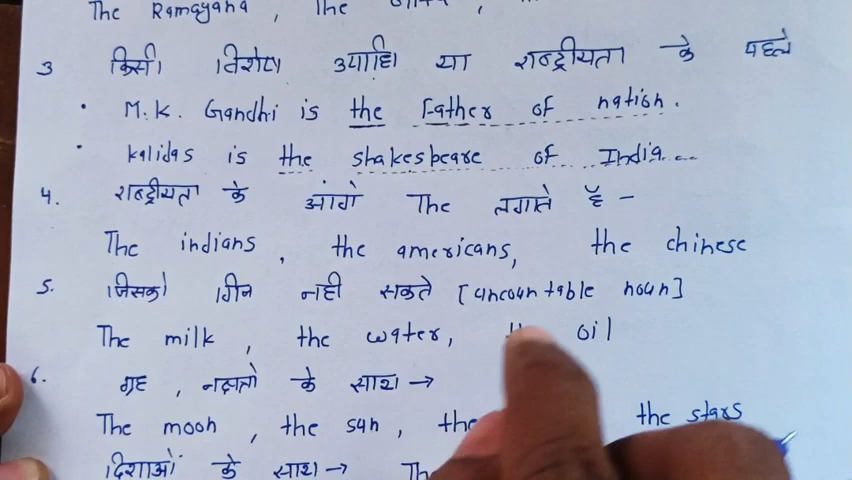 The Ramayana, The
3 किसी विशेष उपाधि या राष्ट्रीयता के पहले
• M.K. Gandhi is the Father of nation.
• Kalidas is the shakesbeare of India...
4. राष्ट्रीयता के आगे The लगाते है -
The indians, the americans, the chinese
5. जिसको गीन नही सकते [uncountable noun]
The milk, the water, oil
6. ग्रह, नक्षत्रो के साथ →
The moon, the sun, the the stars
दिशाओं के साथ → Th